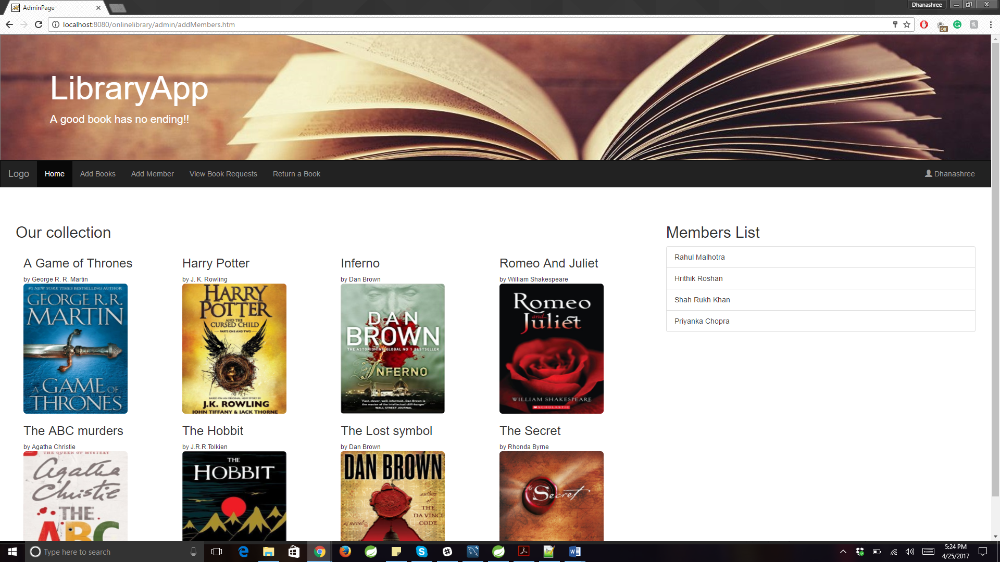 AdminPage
Dhanashree
localhost:8080/onlinelibrary/admin/addMembers.htm
Off
LibraryApp
A good book has no ending!!
Logo
Home
Add Books
Add Member
View Book Requests
Return a Book
Dhanashree
Our collection
A Game of Thrones
by George R. R. Martin
#1 NEW YORK TIMES BESTSELLING AUTHOR
GEORGE R.R.
MARTIN
A GAME OF
THRONES
Harry Potter
by J. K. Rowling
HARRY
POTTER
AND THE
CURSED CHILD
PARTS ONE AND TWO
BASED ON AN ORIGINAL NEW STORY BY
J.K. ROWLING
JOHN TIFFANY & JACK THORNE
Inferno
by Dan Brown
DAN
BROWN
THE ASTONISHING GLOBAL NO 1 BESTSELLER
INFERNO
'Fast, clever, well-informed...Dan Brown is
the master of the intellectual cliff-hanger'
WALL STREET JOURNAL
Romeo And Juliet
by William Shakespeare
Romeo
and
Juliet
WILLIAM SHAKESPEARE
SCHOLASTIC
The ABC murders
by Agatha Christie
THE QUEEN OF MYSTERY
Agatha
Christie
THE
ABC
The Hobbit
by J.R.R.Tolkien
THE
HOBBIT
The Lost symbol
by Dan Brown
DAN BROWN
author
of
THE
DA VINCI
CODE
a novel
The Secret
by Rhonda Byrne
the
Secret
Members List
Rahul Malhotra
Hrithik Roshan
Shah Rukh Khan
Priyanka Chopra
Type here to search
5:24 PM
4/25/2017